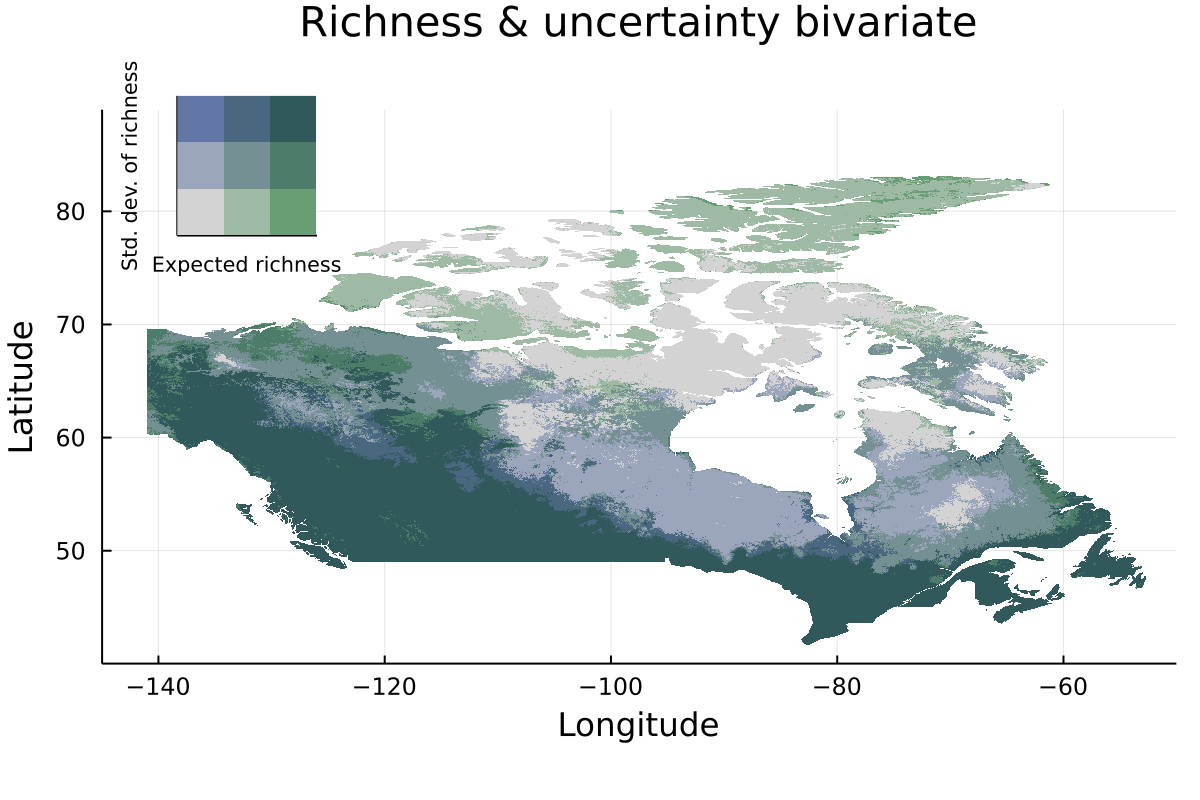 Richness & uncertainty bivariate
Std. dev. of richness
Expected richness
Latitude
80
70
60
50
−140
−120
−100
−80
−60
Longitude